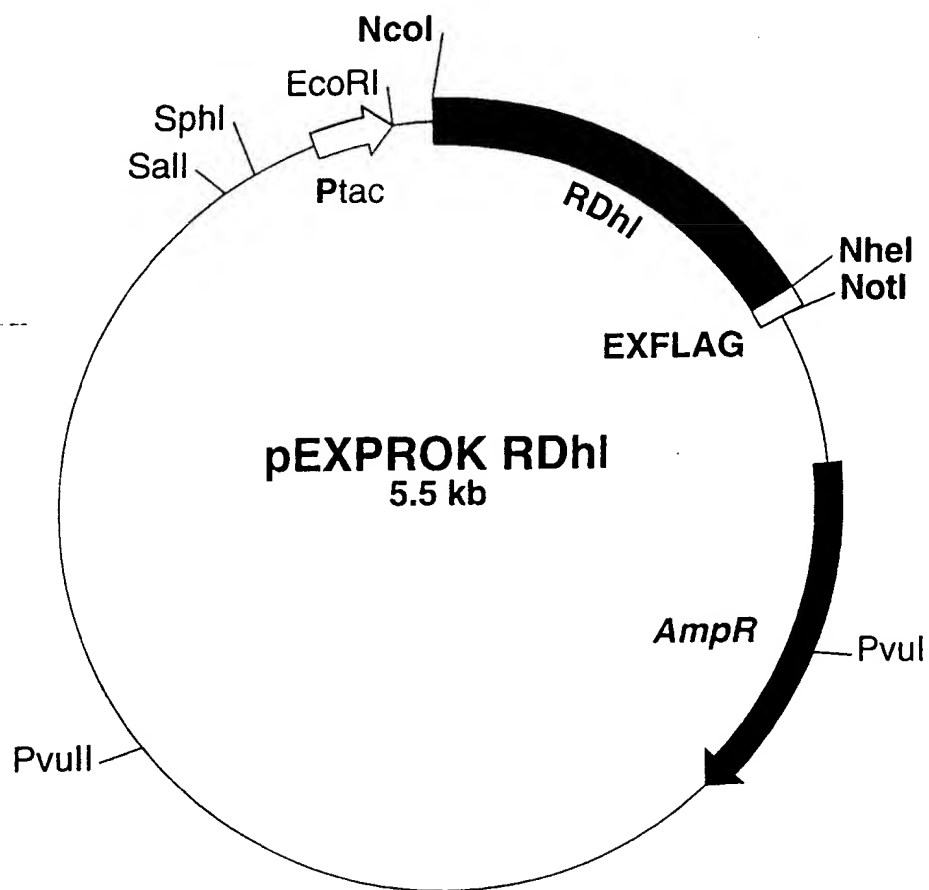 NcoI
EcoRI
SphI
SalI
Ptac
RDhI
NheI
NotI
EXFLAG
pEXPROK RDhI
5.5 kb
AmpR
PvuI
PvuII